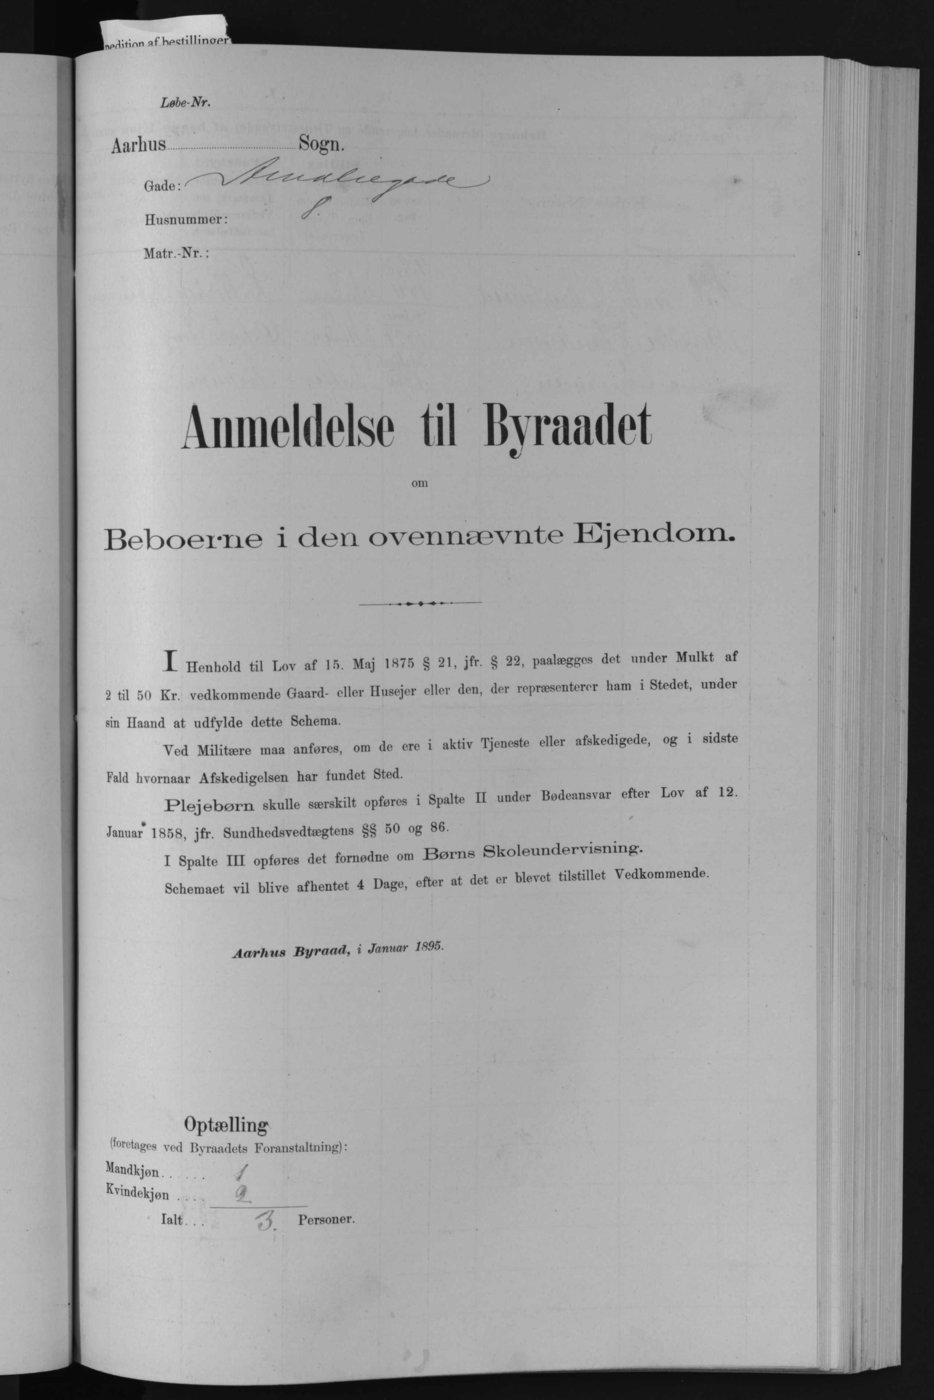 pedition af bestillinger
Løbe-Nr.
Aarhus Sogn.
Gade: Amaliegade
Husnummer: 8.
Matr.-Nr.:
Anmeldelse til Byraadet
om
Beboerne i den ovennævnte Ejendom.
I Henhold til Lov af 15. Maj 1875 § 21, jfr. § 22, paalægges det under Mulkt af
2 til 50 Kr. vedkommende Gaard- eller Husejer eller den, der repræsenterer ham i Stedet, under
sin Haand at udfylde dette Schema.
Ved Militære maa anføres, om de ere i aktiv Tjeneste eller afskedigede, og i sidste
Fald hvornaar Afskedigelsen har fundet Sted.
Plejebørn skulle særskilt opføres i Spalte II under Bødeansvar efter Lov af 12.
Januar 1858, jfr. Sundhedsvedtægtens §§ 50 og 86.
I Spalte III opføres det fornødne om Børns Skoleundervisning.
Schemaet vil blive afhentet 4 Dage, efter at det er blevet tilstillet Vedkommende.
Aarhus Byraad, i Januar 1895.
Optælling
(foretages ved Byraadets Foranstaltning):
Mandkjøn...... 1
Kvindekjøn .... 2
Ialt... 3. Personer.